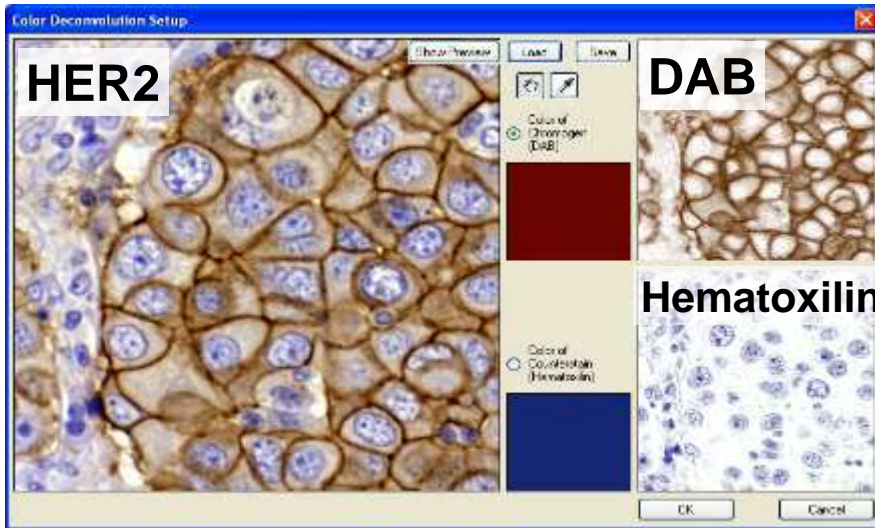 Color Deconvolution Setup
HER2
Show Preview
Load
Save
DAB
Color of
Chromogen
(DAB)
Hematoxilin
Color of
Counterstain
(Hematoxilin)
OK
Cancel